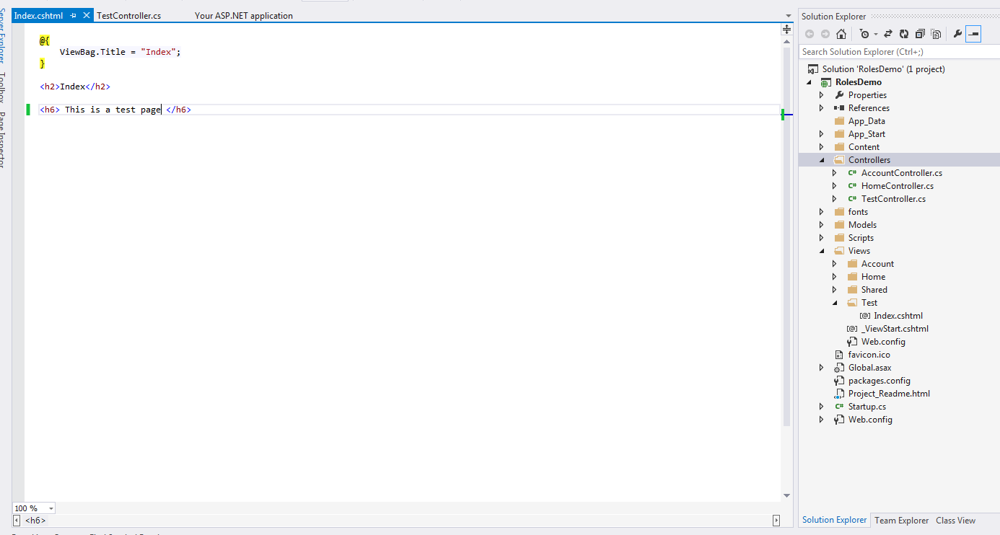 Index.cshtml
TestController.cs
Your ASP.NET application
Server Explorer
Toolbox
Page Inspector
@{
ViewBag.Title = "Index";
}
<h2>Index</h2>
<h6> This is a test page </h6>
100 %
<h6>
Solution Explorer
Search Solution Explorer (Ctrl+;)
Solution 'RolesDemo' (1 project)
RolesDemo
Properties
References
App_Data
App_Start
Content
Controllers
C# AccountController.cs
C# HomeController.cs
C# TestController.cs
fonts
Models
Scripts
Views
Account
Home
Shared
Test
[@] Index.cshtml
[@] _ViewStart.cshtml
Web.config
favicon.ico
Global.asax
packages.config
Project_Readme.html
C# Startup.cs
Web.config
Solution Explorer
Team Explorer
Class View